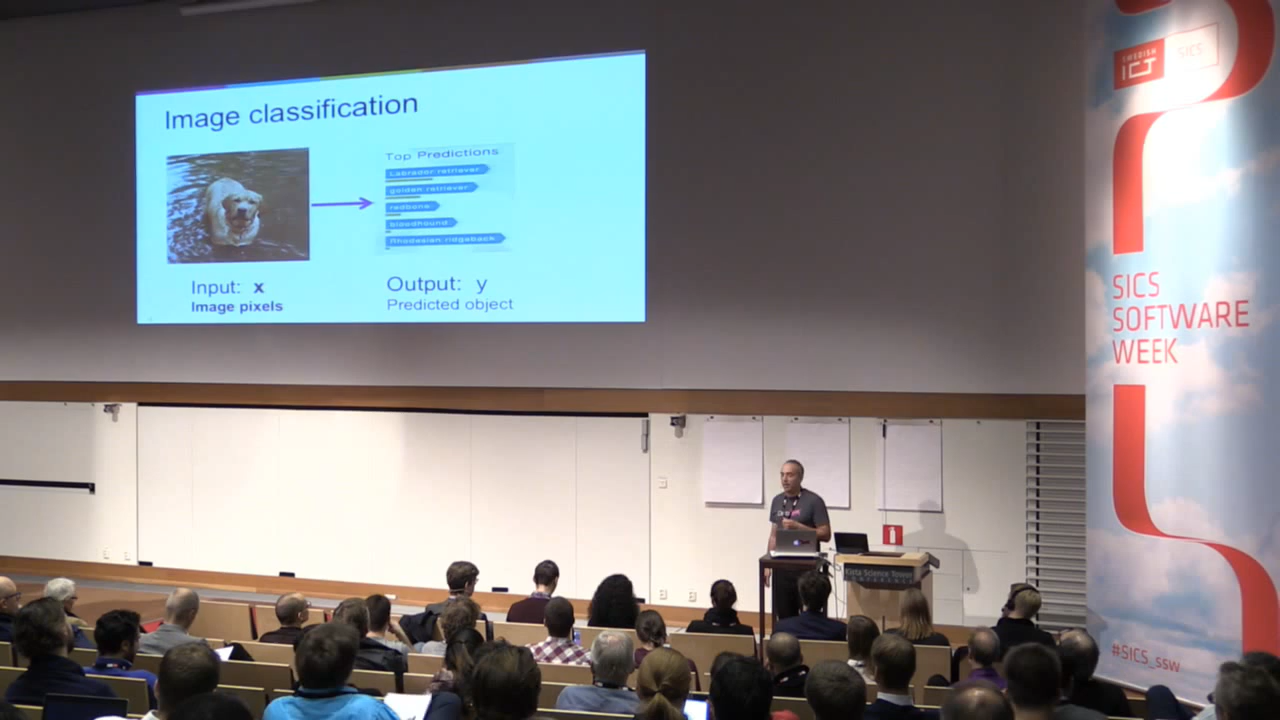 Image classification
Top Predictions
Labrador retriever
golden retriever
redbone
bloodhound
Rhodesian ridgeback
Input: x
Image pixels
Output: y
Predicted object
SWEDISH
ICT
SICS
SICS
SOFTWARE
WEEK
#SICS_ssw
Kista Science Tower
CONFERENCE